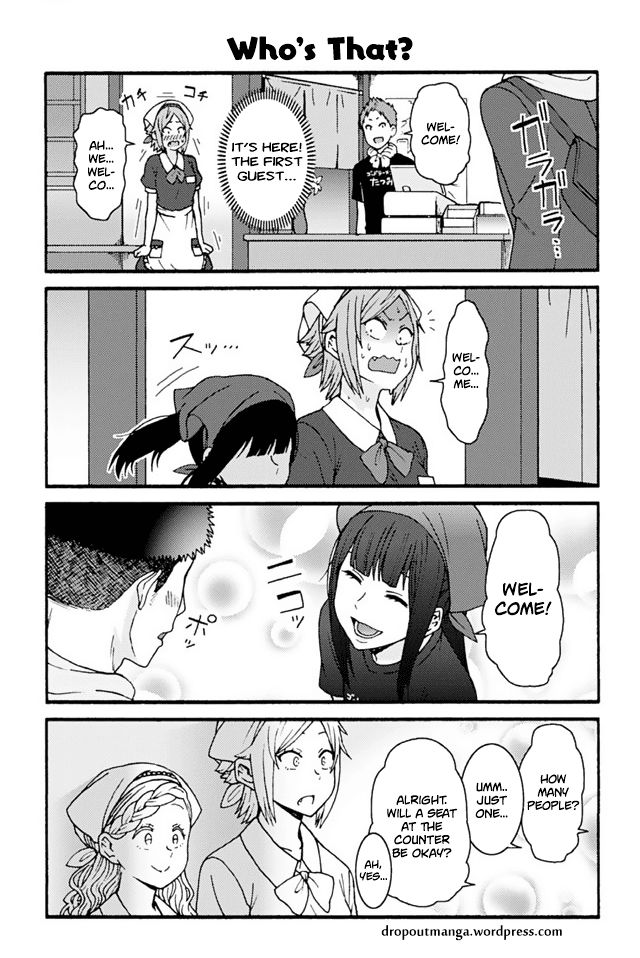 Who's That?
ガラガラ...
WEL-
COME!
IT'S HERE!
THE FIRST
GUEST...
コチ
カチ
AH...
WE...
WEL-
CO...
WEL-
CO...
ME...
スッ...
WEL-
COME!
ニコッ
ポ
HOW
MANY
PEOPLE?
UMM..
JUST
ONE...
ALRIGHT.
WILL A SEAT
AT THE
COUNTER
BE OKAY?
AH,
YES...
dropoutmanga.wordpress.com